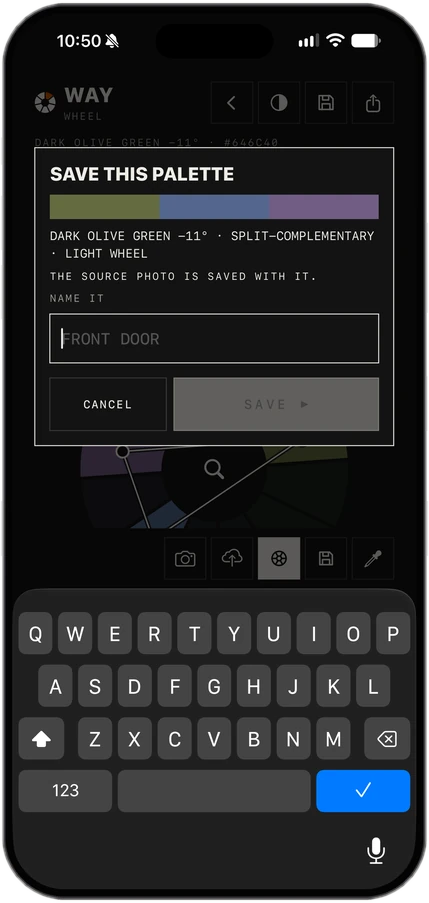 10:50
WAY
WHEEL
DARK OLIVE GREEN −11° · #646C40
SAVE THIS PALETTE
DARK OLIVE GREEN −11° · SPLIT–COMPLEMENTARY
· LIGHT WHEEL
THE SOURCE PHOTO IS SAVED WITH IT.
NAME IT
FRONT DOOR
CANCEL
SAVE ▶
Q W E R T Y U I O P
A S D F G H J K L
Z X C V B N M
123